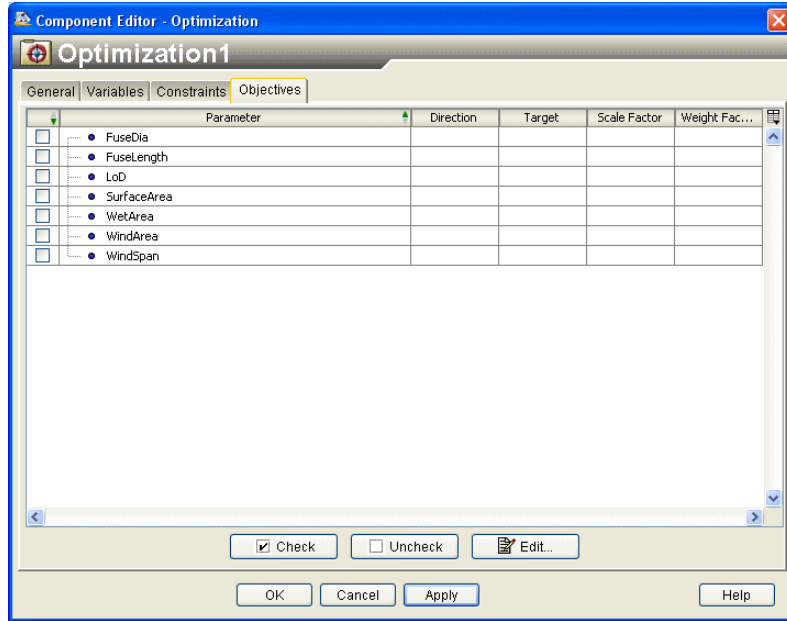 Component Editor - Optimization
Optimization1
General Variables Constraints Objectives
Parameter Direction Target Scale Factor Weight Fac...
FuseDia
FuseLength
LoD
SurfaceArea
WetArea
WindArea
WindSpan
Check Uncheck Edit...
OK Cancel Apply Help